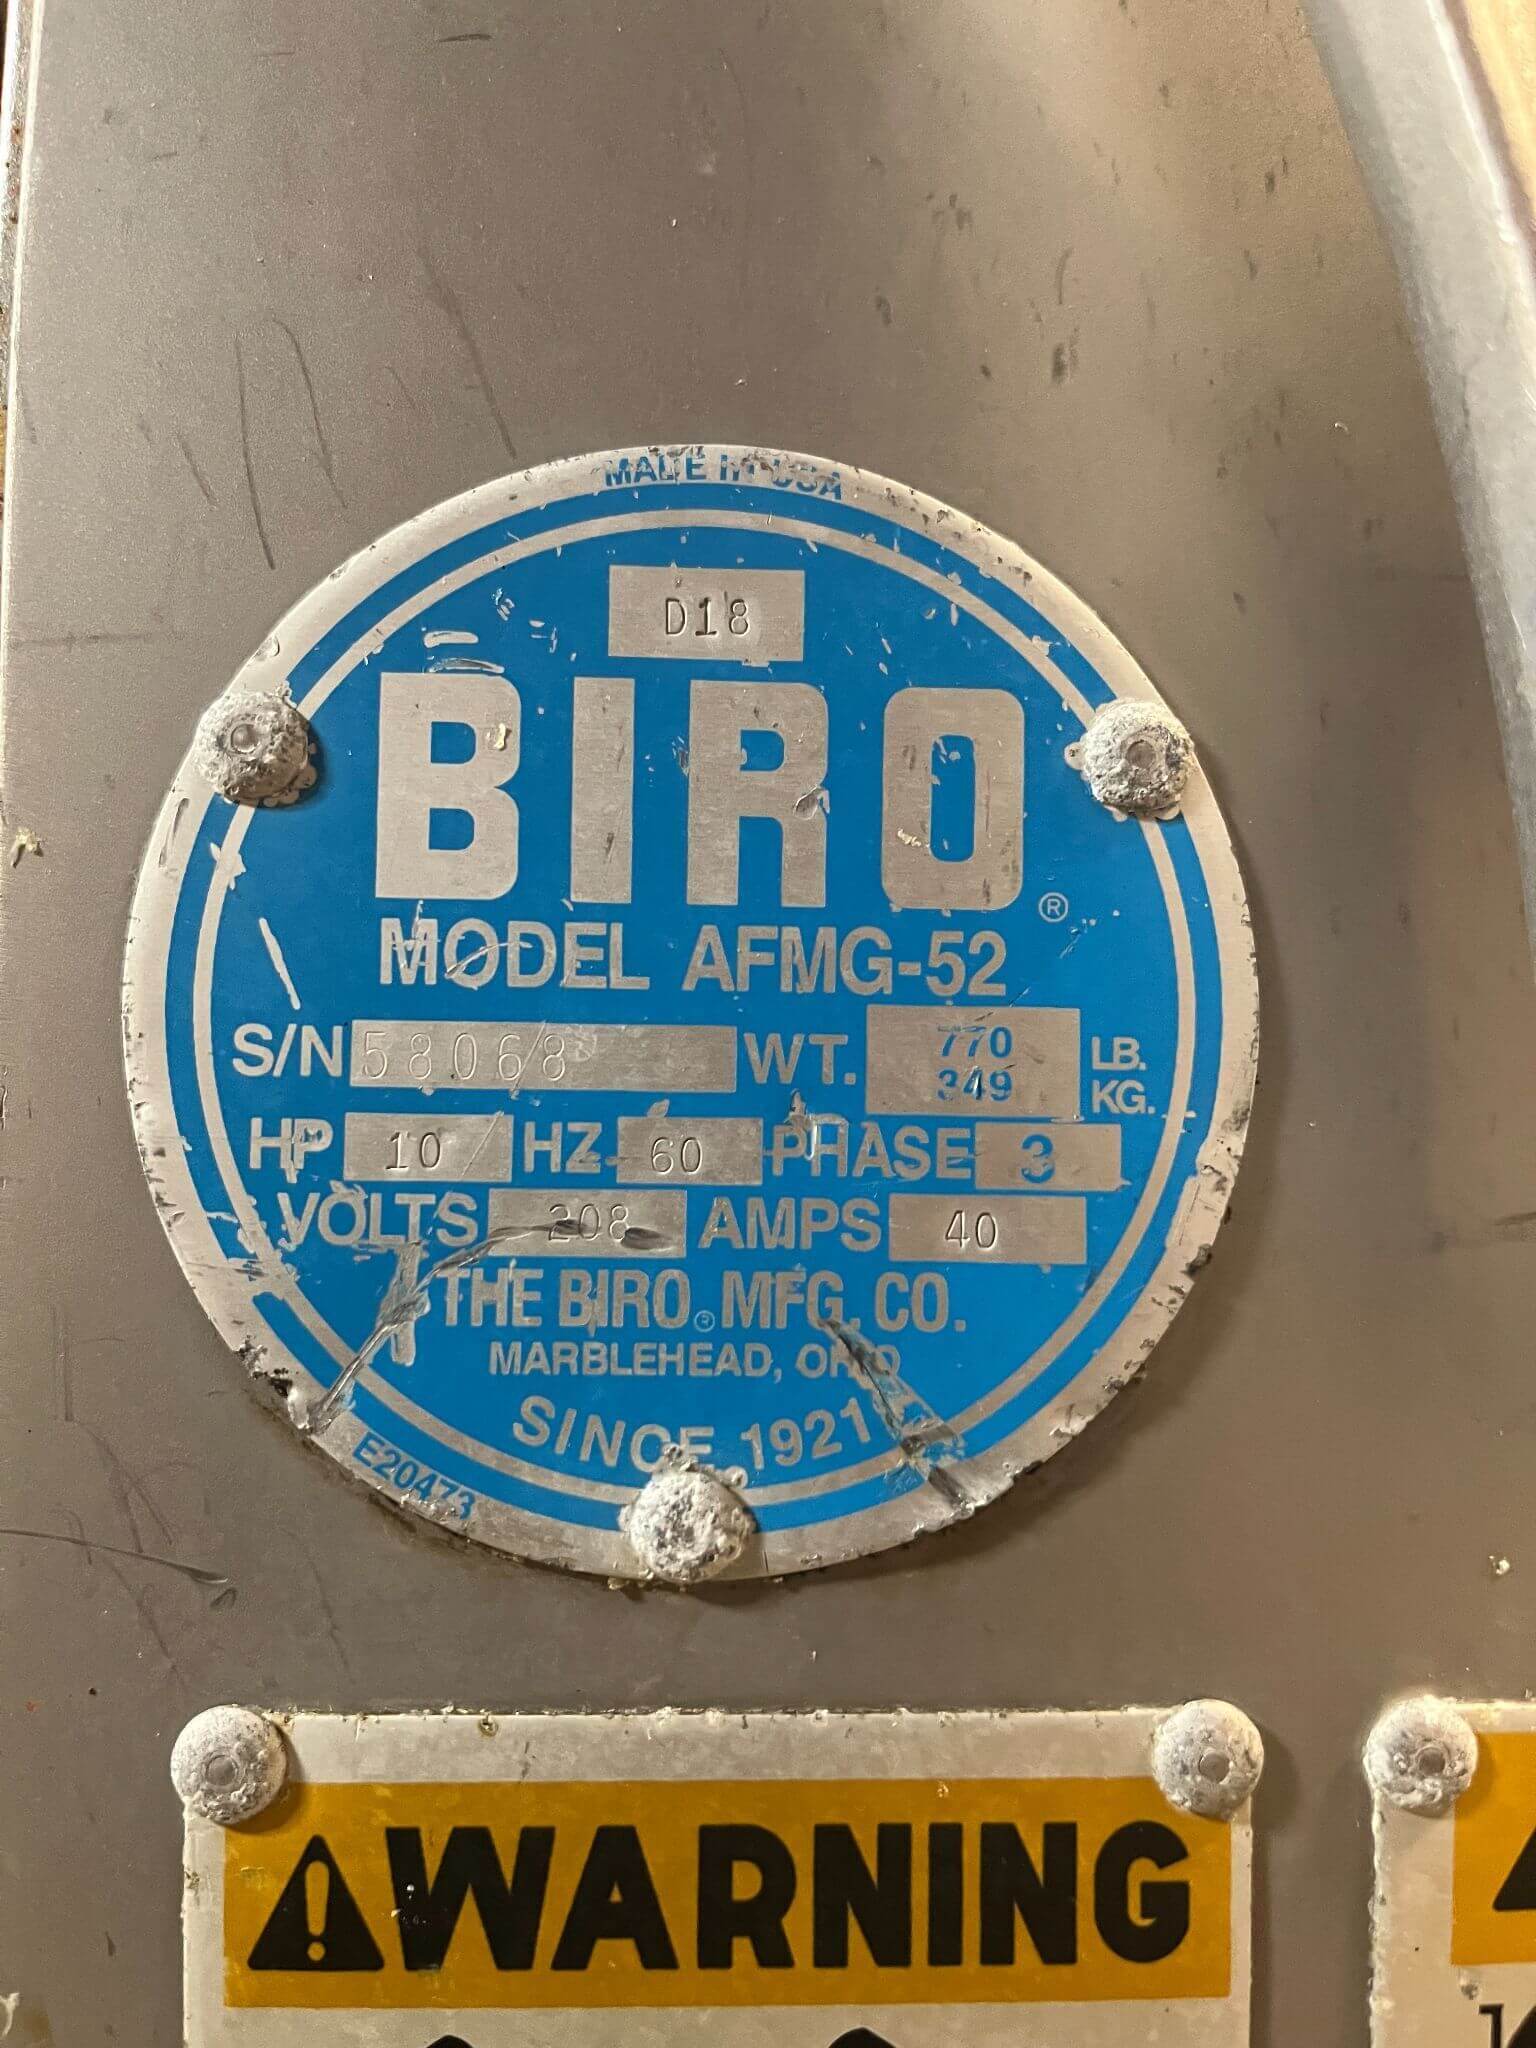 MADE IN USA
D18
BIRO®
MODEL AFMG-52
S/N 58068 WT. 770 LB.
349 KG.
HP 10 HZ 60 PHASE 3
VOLTS 208 AMPS 40
THE BIRO® MFG. CO.
MARBLEHEAD, OHIO
SINCE 1921
E20473
WARNING